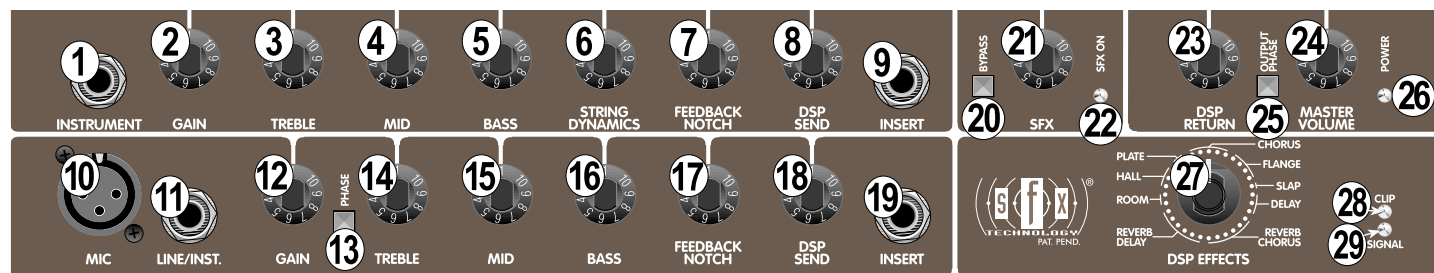 1 2 3 4 5 6 7 8 9
INSTRUMENT GAIN TREBLE MID BASS STRING DYNAMICS FEEDBACK NOTCH DSP SEND INSERT
BYPASS
20
21
SFX
SFX ON
22
23
DSP RETURN
OUTPUT PHASE
25
24
MASTER VOLUME
POWER
26
10 11 12
PHASE
13
14 15 16 17 18 19
MIC LINE/INST. GAIN TREBLE MID BASS FEEDBACK NOTCH DSP SEND INSERT
sfx
®
TECHNOLOGY
PAT. PEND.
PLATE
HALL
ROOM
REVERB DELAY
27
CHORUS
FLANGE
SLAP
DELAY
REVERB CHORUS
DSP EFFECTS
28 CLIP
29 SIGNAL